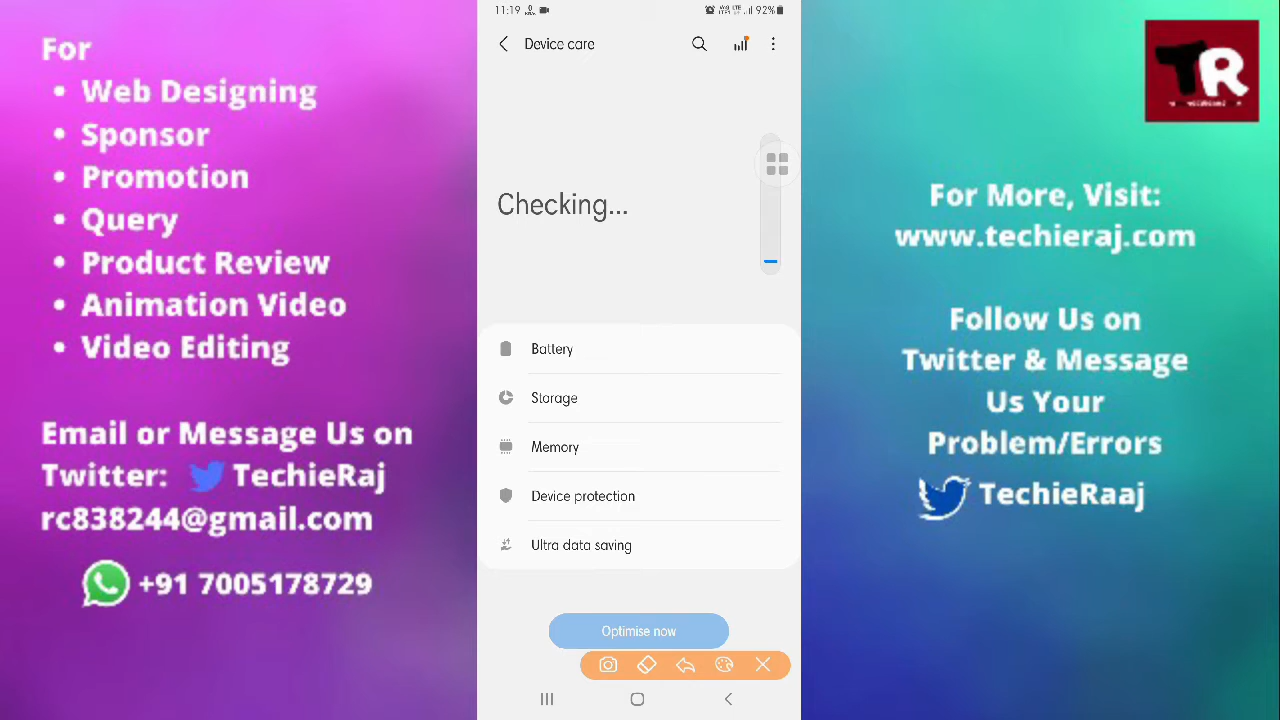 For
• Web Designing
• Sponsor
• Promotion
• Query
• Product Review
• Animation Video
• Video Editing
Email or Message Us on
Twitter: TechieRaj
rc838244@gmail.com
+91 7005178729
11:19
92%
Device care
Checking...
Battery
Storage
Memory
Device protection
Ultra data saving
Optimise now
TR
For More, Visit:
www.techieraj.com
Follow Us on
Twitter & Message
Us Your
Problem/Errors
TechieRaaj